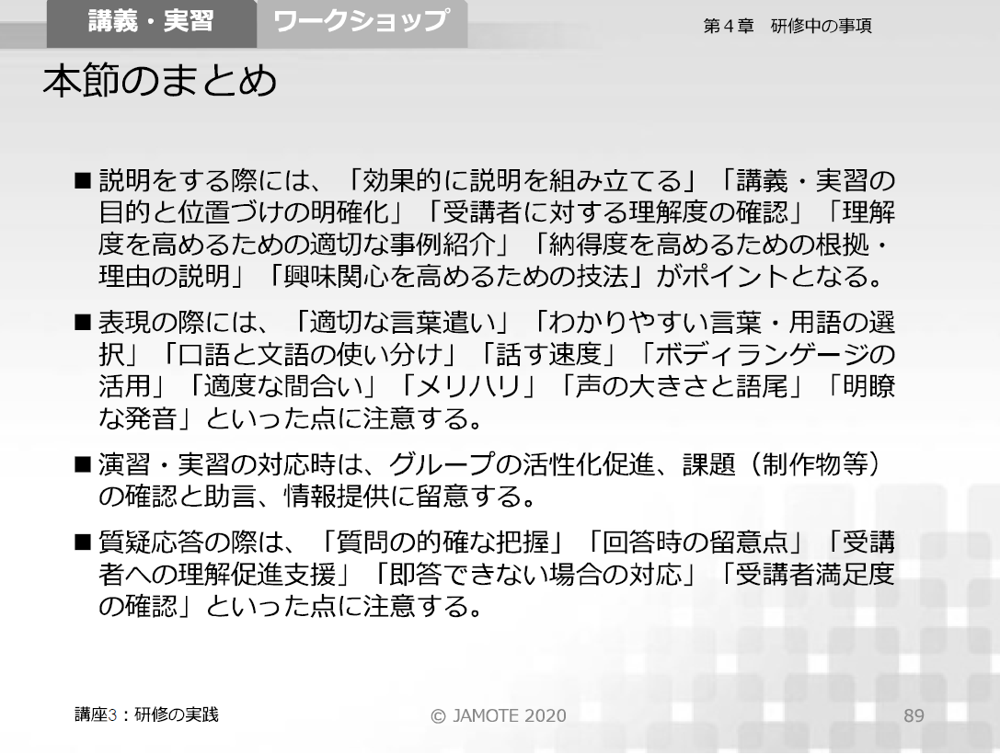 講義・実習
ワークショップ
第４章　研修中の事項
本節のまとめ
■説明をする際には、「効果的に説明を組み立てる」「講義・実習の
目的と位置づけの明確化」「受講者に対する理解度の確認」「理解
度を高めるための適切な事例紹介」「納得度を高めるための根拠・
理由の説明」「興味関心を高めるための技法」がポイントとなる。
■表現の際には、「適切な言葉遣い」「わかりやすい言葉・用語の選
択」「口語と文語の使い分け」「話す速度」「ボディランゲージの
活用」「適度な間合い」「メリハリ」「声の大きさと語尾」「明瞭
な発音」といった点に注意する。
■演習・実習の対応時は、グループの活性化促進、課題（制作物等）
の確認と助言、情報提供に留意する。
■質疑応答の際は、「質問の的確な把握」「回答時の留意点」「受講
者への理解促進支援」「即答できない場合の対応」「受講者満足度
の確認」といった点に注意する。
講座3：研修の実践
© JAMOTE 2020
89